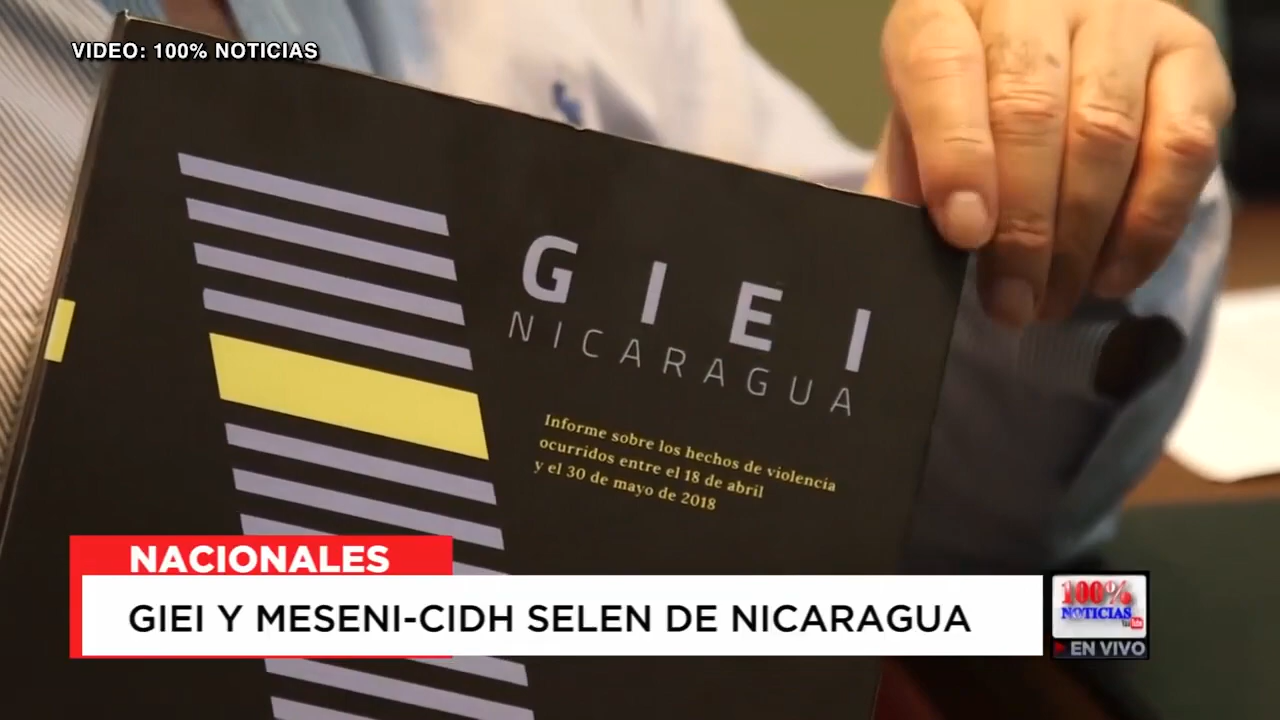 VIDEO: 100% NOTICIAS
GIEI
NICARAGUA
Informe sobre los hechos de violencia
ocurridos entre el 18 de abril
y el 30 de mayo de 2018
NACIONALES
GIEI Y MESENI-CIDH SELEN DE NICARAGUA
100%
NOTICIAS
EN VIVO